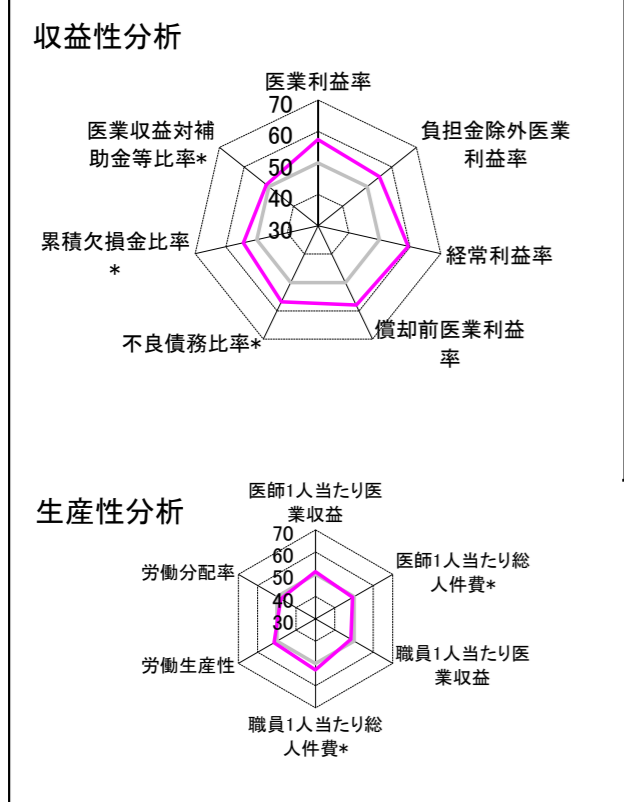 収益性分析
医業利益率
70
60
50
40
30
負担金除外医業
利益率
経常利益率
償却前医業利益
率
不良債務比率*
累積欠損金比率
*
医業収益対補
助金等比率*
生産性分析
医師1人当たり医
業収益
70
60
50
40
30
医師1人当たり総
人件費*
職員1人当たり医
業収益
職員1人当たり総
人件費*
労働生産性
労働分配率